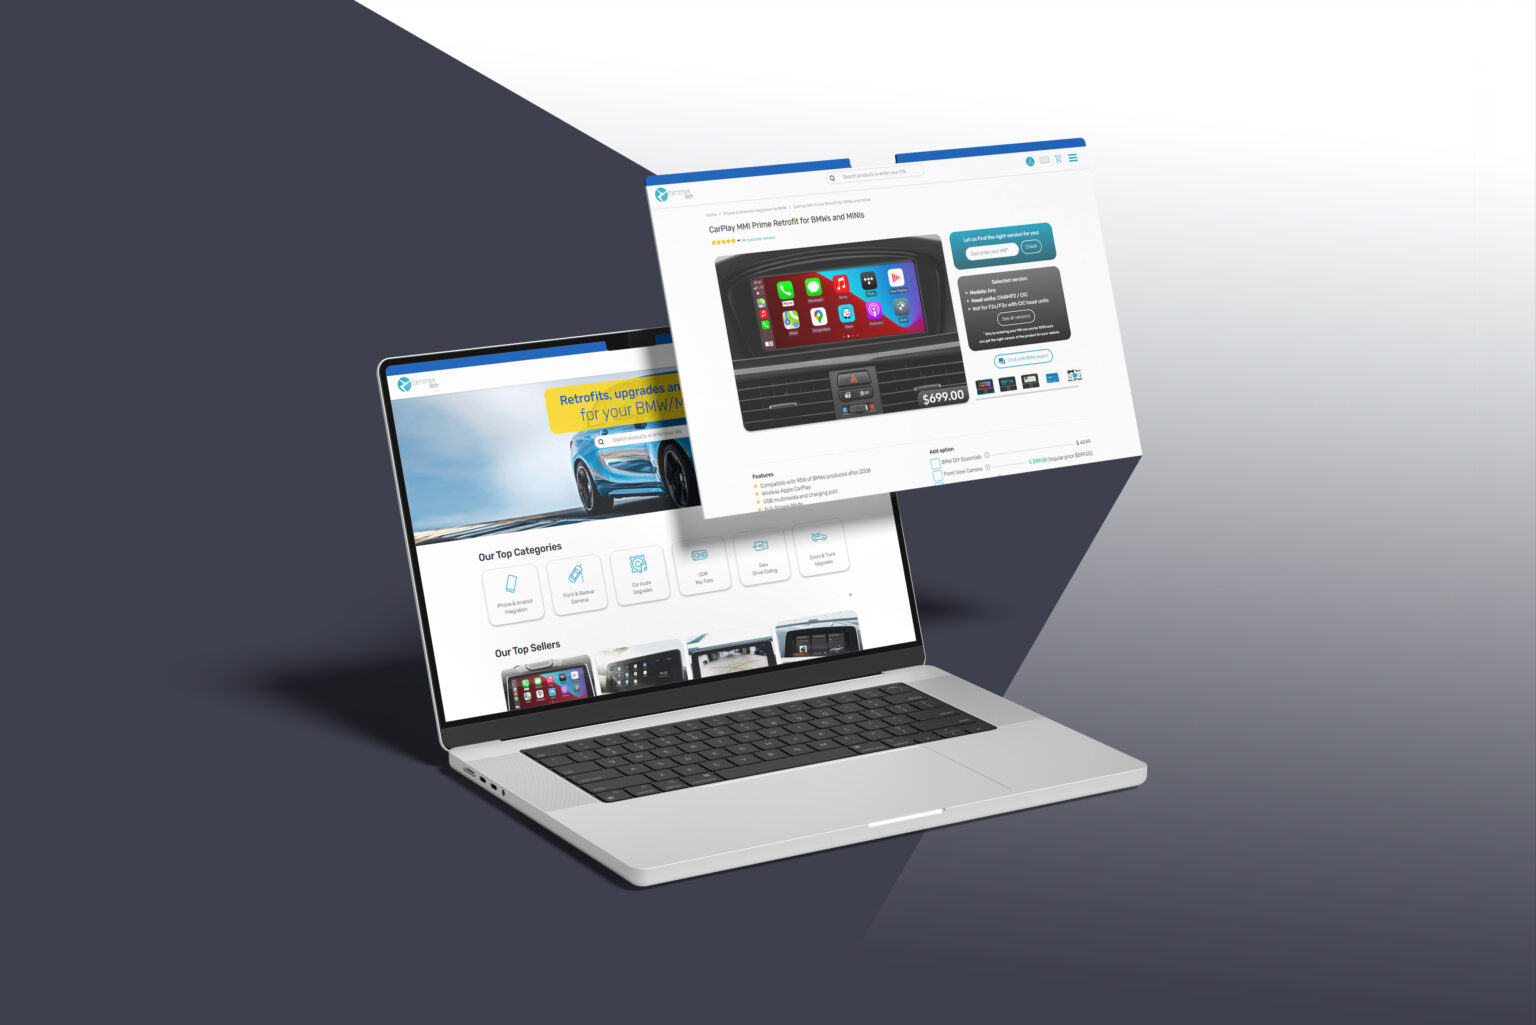 bimmer
tech
Search products or enter your VIN
Home / iPhone & Android Integration for BMW / CarPlay MMI Prime Retrofit for BMWs and MINIs
CarPlay MMI Prime Retrofit for BMWs and MINIs
customer reviews
Phone
Messages
Music
Now Playing
Maps
Waze
Podcasts
BMW
$699.00
Let us find the right version for you:
Just enter your VIN*
Check
Selected version
Models: Any
Head units: CHAMP2 / CIC
Not for F2x/F3x with CIC head units
See all versions
* Only by entering your VIN can you be 100% sure
you get the right version of the product for your vehicle.
Chat with BMW expert
Features
Compatible with 95% of BMWs produced after 2008
Wireless Apple CarPlay
USB multimedia and charging port
Full-Screen Mode
Add option
BMW DIY Essentials
$ 49.99
Front View Camera
$ 299.00 (regular price $599.00)
bimmer
tech
Retrofits, upgrades an
for your BMW/M
Search products or enter your VIN
Our Top Categories
iPhone & Android
Integration
Front & Backup
Cameras
Car Audio
Upgrades
OEM
Key Fobs
Easy
Drive Coding
Doors & Trunk
Upgrades
Our Top Sellers